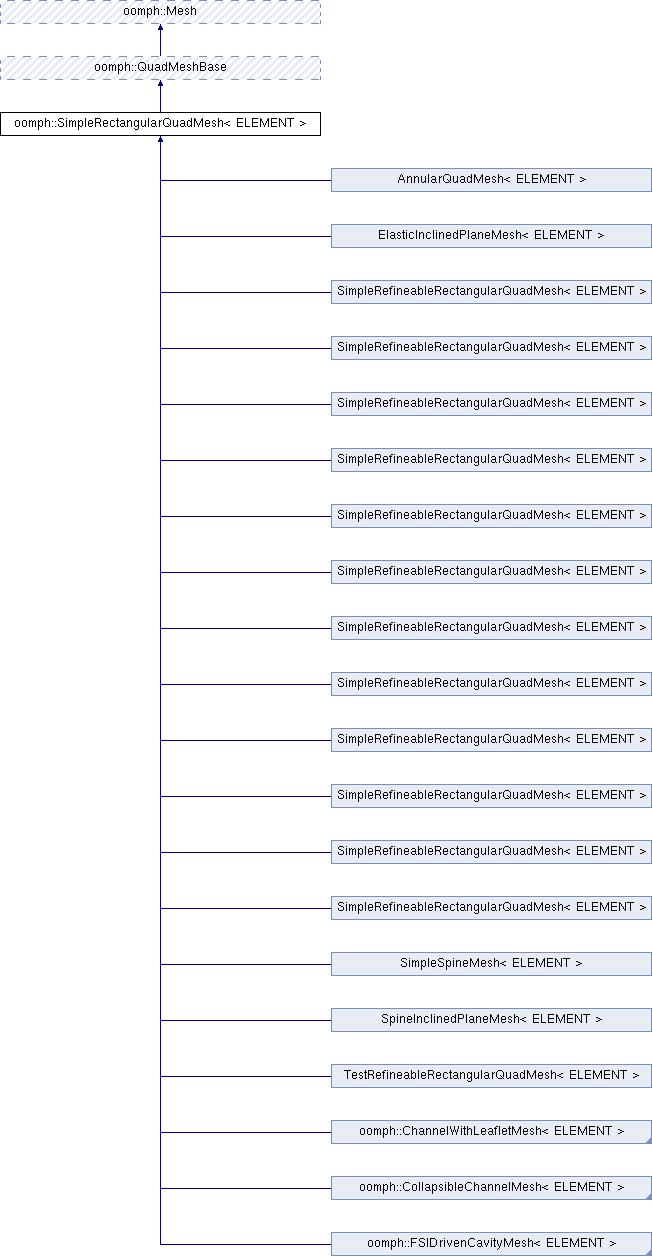 oomph::Mesh
oomph::QuadMeshBase
oomph::SimpleRectangularQuadMesh< ELEMENT >
AnnularQuadMesh< ELEMENT >
ElasticInclinedPlaneMesh< ELEMENT >
SimpleRefineableRectangularQuadMesh< ELEMENT >
SimpleRefineableRectangularQuadMesh< ELEMENT >
SimpleRefineableRectangularQuadMesh< ELEMENT >
SimpleRefineableRectangularQuadMesh< ELEMENT >
SimpleRefineableRectangularQuadMesh< ELEMENT >
SimpleRefineableRectangularQuadMesh< ELEMENT >
SimpleRefineableRectangularQuadMesh< ELEMENT >
SimpleRefineableRectangularQuadMesh< ELEMENT >
SimpleRefineableRectangularQuadMesh< ELEMENT >
SimpleRefineableRectangularQuadMesh< ELEMENT >
SimpleRefineableRectangularQuadMesh< ELEMENT >
SimpleRefineableRectangularQuadMesh< ELEMENT >
SimpleSpineMesh< ELEMENT >
SpineInclinedPlaneMesh< ELEMENT >
TestRefineableRectangularQuadMesh< ELEMENT >
oomph::ChannelWithLeafletMesh< ELEMENT >
oomph::CollapsibleChannelMesh< ELEMENT >
oomph::FSIDrivenCavityMesh< ELEMENT >